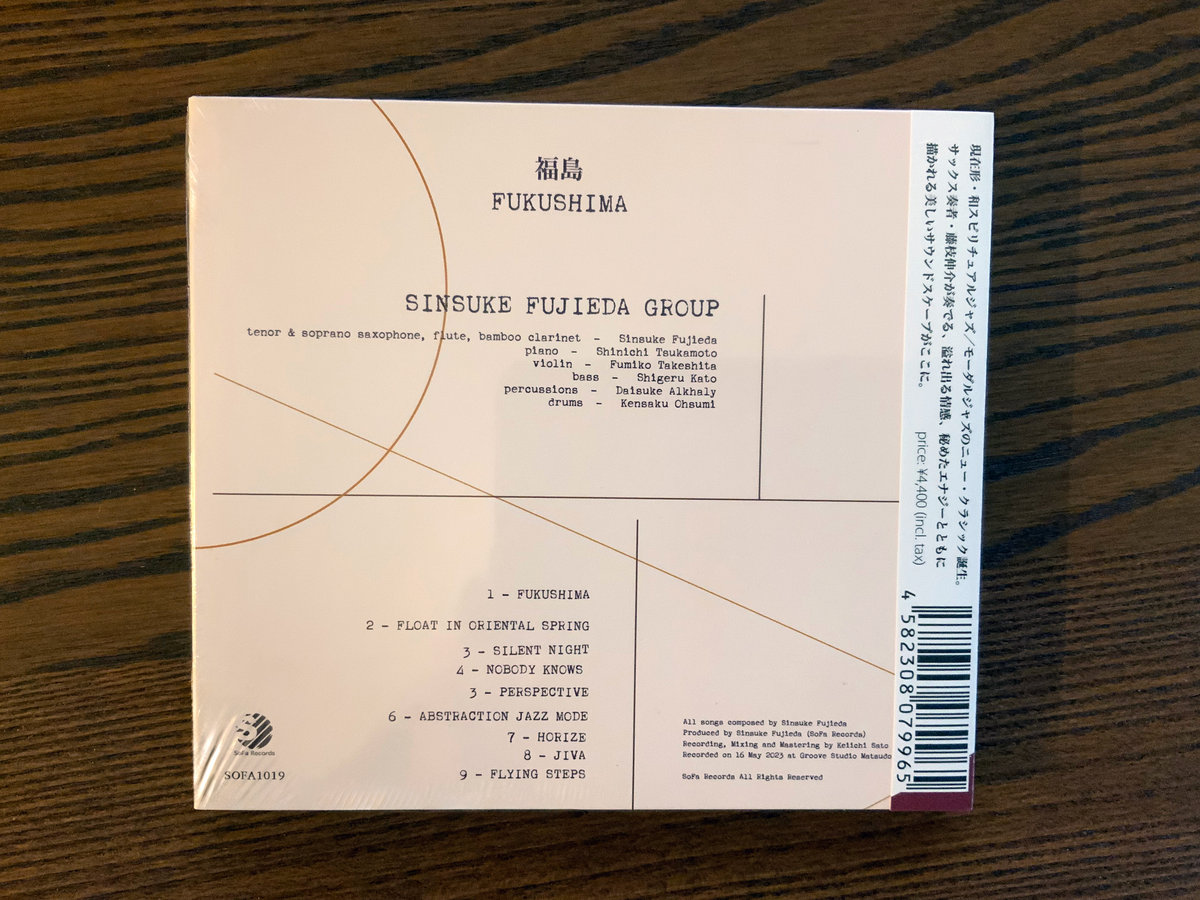 福島
FUKUSHIMA
SINSUKE FUJIEDA GROUP
tenor & soprano saxophone, flute, bamboo clarinet – Sinsuke Fujieda
piano – Shinichi Tsukamoto
violin – Fumiko Takeshita
bass – Shigeru Kato
percussions – Daisuke Alkhaly
drums – Kensaku Ohsumi
1 – FUKUSHIMA
2 – FLOAT IN ORIENTAL SPRING
3 – SILENT NIGHT
4 – NOBODY KNOWS
3 – PERSPECTIVE
6 – ABSTRACTION JAZZ MODE
7 – HORIZE
8 – JIVA
9 – FLYING STEPS
SoFa Records
SOFA1019
All songs composed by Sinsuke Fujieda
Produced by Sinsuke Fujieda (SoFa Records)
Recording, Mixing and Mastering by Keiichi Sato
Recorded on 16 May 2023 at Groove Studio Matsudo
SoFa Records All Rights Reserved
現在形・和スピリチュアルジャズ/モーダルジャズのニュー・クラシック誕生。
サックス奏者・藤枝伸介が奏でる、溢れ出る情感、秘めたエナジーとともに
描かれる美しいサウンドスケープがここに。
price: ¥4,400 (incl. tax)
4 582308 079965